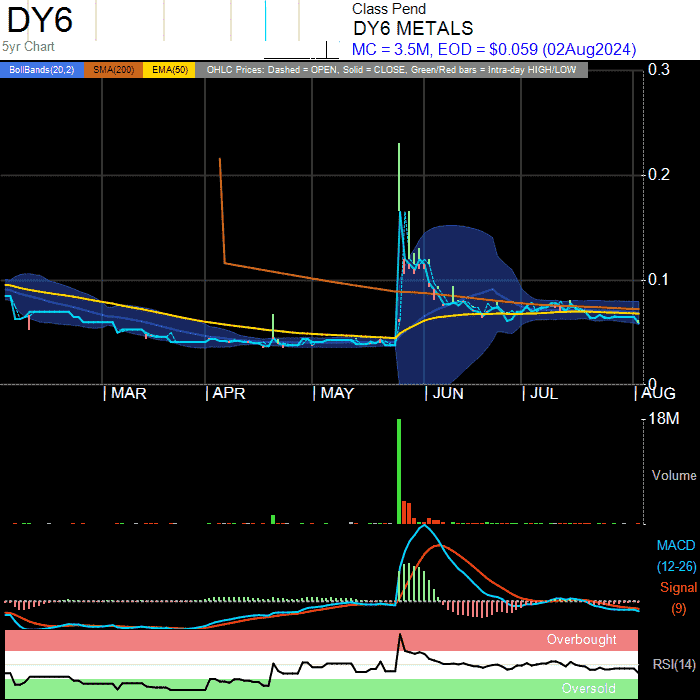 DY6
5yr Chart
Class Pend
DY6 METALS
MC = 3.5M, EOD = $0.059 (02Aug2024)
BollBands(20,2) SMA(200) EMA(50) OHLC Prices: Dashed = OPEN, Solid = CLOSE, Green/Red bars = Intra-day HIGH/LOW
0.3
0.2
0.1
0
MAR APR MAY JUN JUL AUG
18M
Volume
MACD
(12-26)
Signal
(9)
Overbought
RSI(14)
Oversold